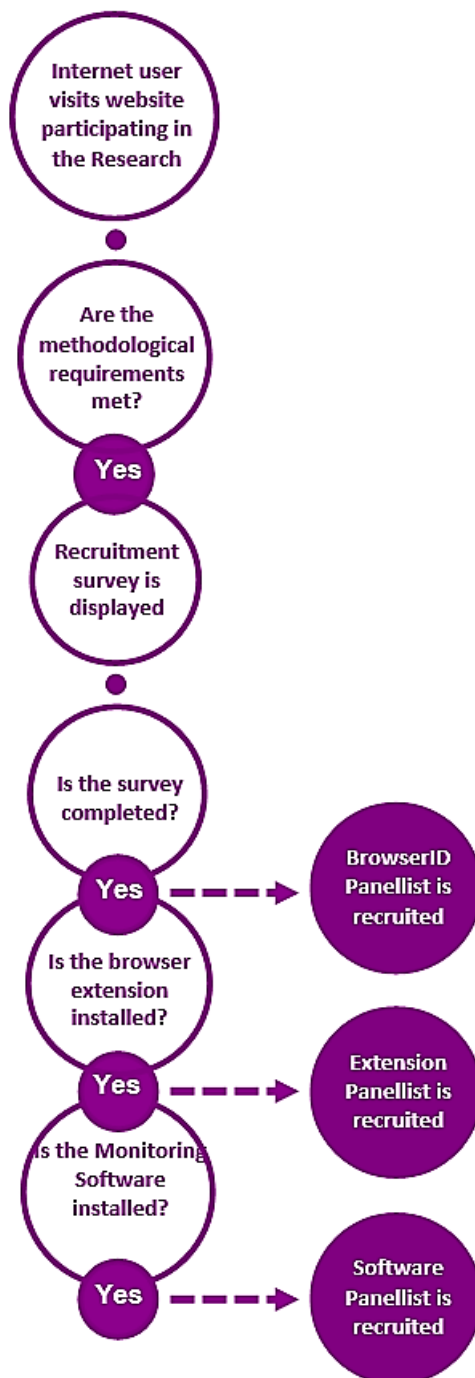 Internet user
visits website
participating in
the Research
Are the
methodological
requirements
met?
Yes
Recruitment
survey is
displayed
Is the survey
completed?
Yes
BrowserID
Panellist is
recruited
Is the browser
extension
installed?
Yes
Extension
Panellist is
recruited
Is the Monitoring
Software
installed?
Yes
Software
Panellist is
recruited